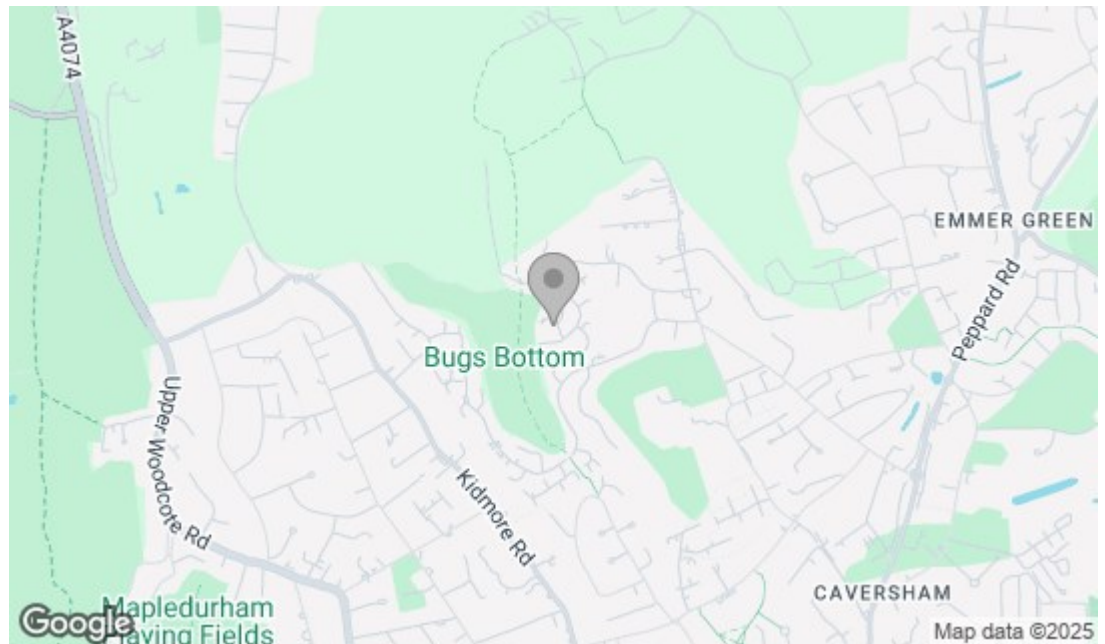 A4074
EMMER GREEN
Peppard Rd
Bugs Bottom
Upper Woodcote Rd
Kidmore Rd
CAVERSHAM
Mapledurham
Playing Fields
Google
Map data ©2025